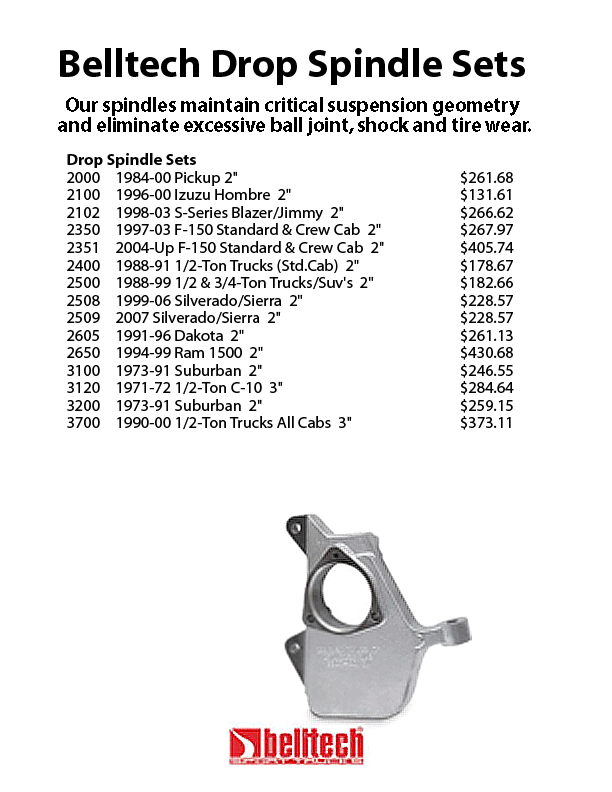 Belltech Drop Spindle Sets
Our spindles maintain critical suspension geometry
and eliminate excessive ball joint, shock and tire wear.
Drop Spindle Sets
2000 1984-00 Pickup 2" $261.68
2100 1996-00 Izuzu Hombre 2" $131.61
2102 1998-03 S-Series Blazer/Jimmy 2" $266.62
2350 1997-03 F-150 Standard & Crew Cab 2" $267.97
2351 2004-Up F-150 Standard & Crew Cab 2" $405.74
2400 1988-91 1/2-Ton Trucks (Std.Cab) 2" $178.67
2500 1988-99 1/2 & 3/4-Ton Trucks/Suv's 2" $182.66
2508 1999-06 Silverado/Sierra 2" $228.57
2509 2007 Silverado/Sierra 2" $228.57
2605 1991-96 Dakota 2" $261.13
2650 1994-99 Ram 1500 2" $430.68
3100 1973-91 Suburban 2" $246.55
3120 1971-72 1/2-Ton C-10 3" $284.64
3200 1973-91 Suburban 2" $259.15
3700 1990-00 1/2-Ton Trucks All Cabs 3" $373.11
belltech
SPORT TRUCKS